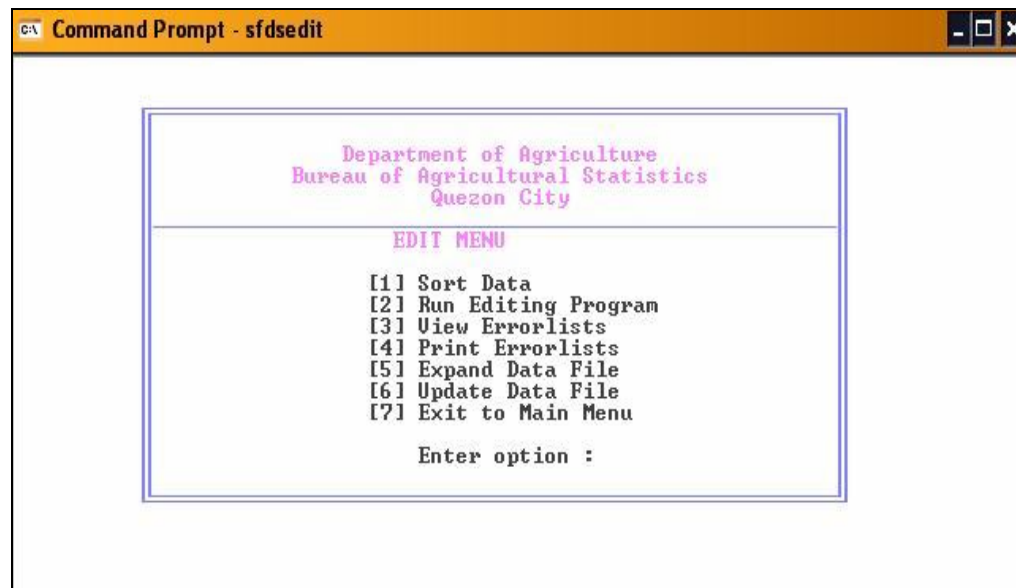 Command Prompt - sfdsedit
Department of Agriculture
Bureau of Agricultural Statistics
Quezon City
EDIT MENU
[1] Sort Data
[2] Run Editing Program
[3] View Errorlists
[4] Print Errorlists
[5] Expand Data File
[6] Update Data File
[7] Exit to Main Menu
Enter option :